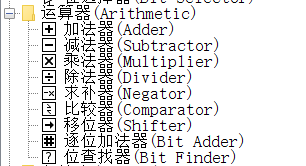 运算器(Arithmetic)
加法器(Adder)
减法器(Subtractor)
乘法器(Multiplier)
除法器(Divider)
求补器(Negator)
比较器(Comparator)
移位器(Shifter)
逐位加法器(Bit Adder)
位查找器(Bit Finder)